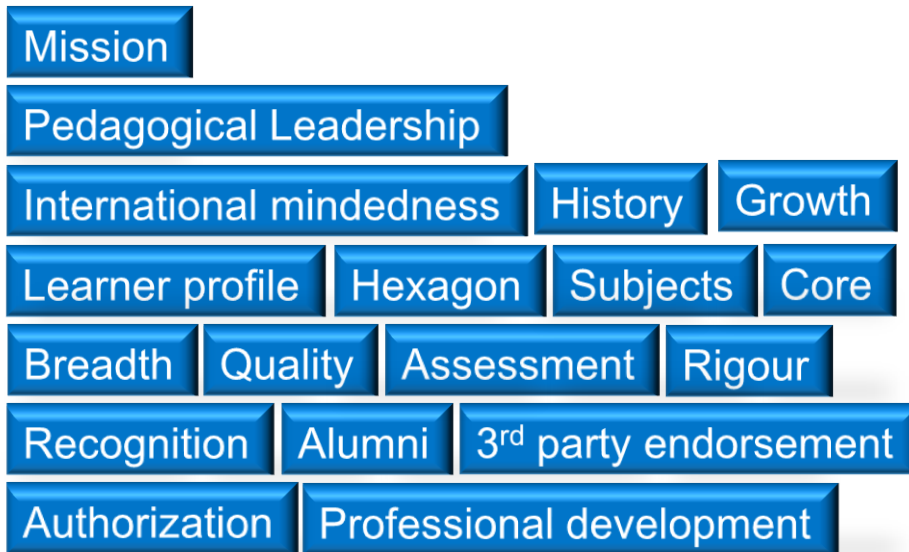 Mission
Pedagogical Leadership
International mindedness History Growth
Learner profile Hexagon Subjects Core
Breadth Quality Assessment Rigour
Recognition Alumni 3rd party endorsement
Authorization Professional development